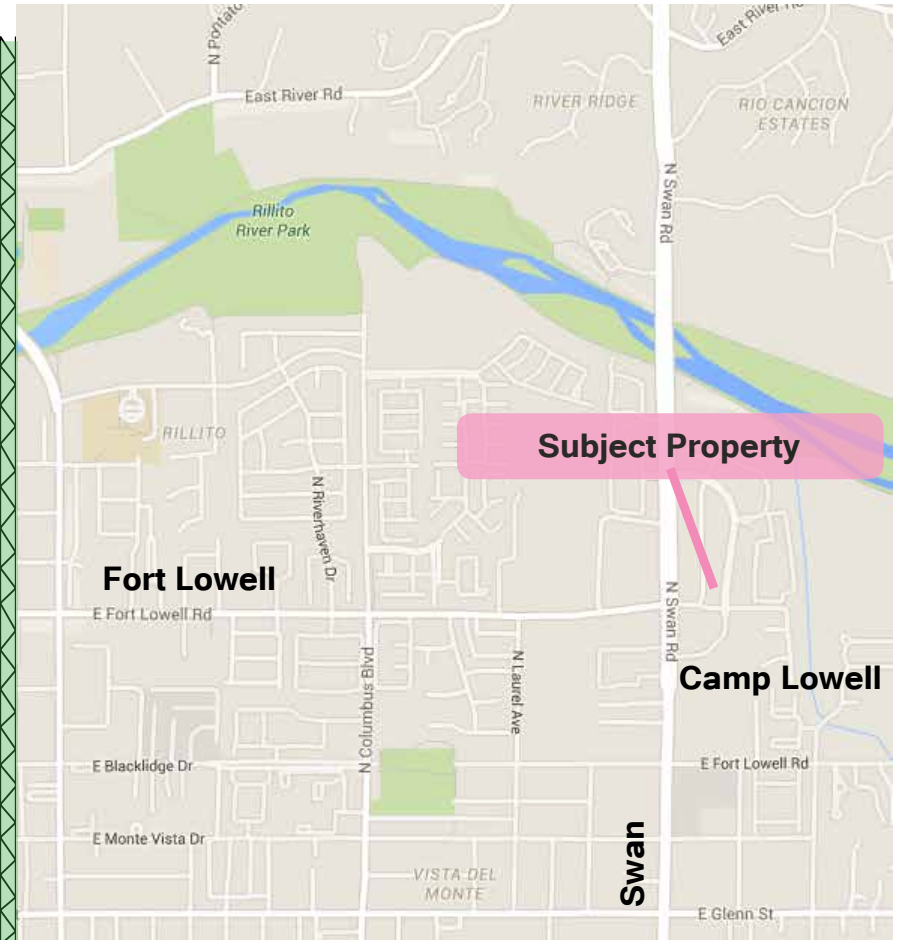 N Pontato
East River Rd
East River Rd
RIVER RIDGE
RIO CANCION
ESTATES
N Swan Rd
Rillito
River Park
Subject Property
RILLITO
N Riverhaven Dr
Fort Lowell
E Fort Lowell Rd
N Swan Rd
N Columbus Blvd
N Laurel Ave
Camp Lowell
E Blacklidge Dr
E Fort Lowell Rd
E Monte Vista Dr
Swan
VISTA DEL
MONTE
E Glenn St